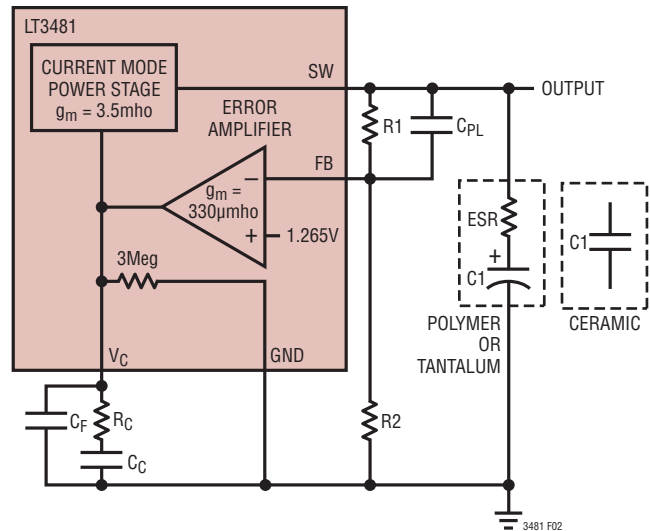 LT3481
CURRENT MODE
POWER STAGE
gm = 3.5mho
SW
OUTPUT
ERROR
AMPLIFIER
R1
CPL
FB
gm =
330µmho
–
+
1.265V
ESR
+
C1
C1
3Meg
POLYMER
OR
TANTALUM
CERAMIC
VC
GND
CF
RC
CC
R2
3481 F02